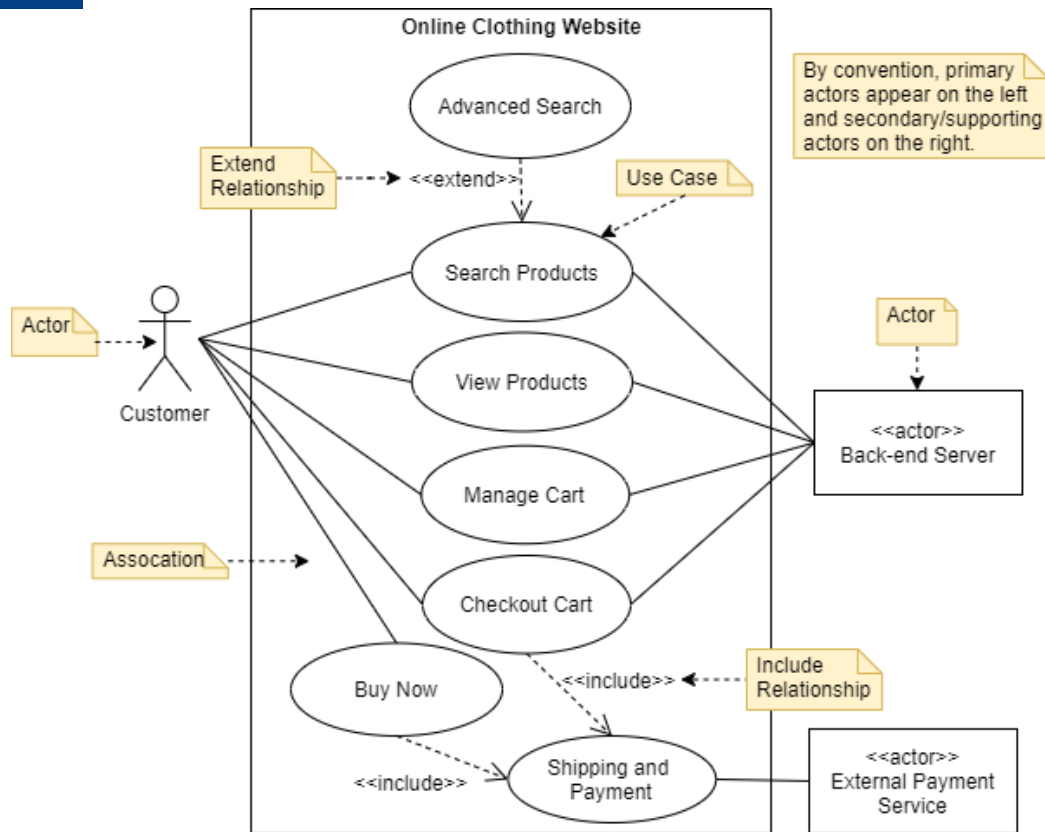 Online Clothing Website
By convention, primary
actors appear on the left
and secondary/supporting
actors on the right.
Advanced Search
Extend
Relationship
<<extend>>
Use Case
Search Products
Actor
Customer
View Products
Actor
<<actor>>
Back-end Server
Manage Cart
Assocation
Checkout Cart
Buy Now
<<include>>
Include
Relationship
<<include>>
Shipping and
Payment
<<actor>>
External Payment
Service